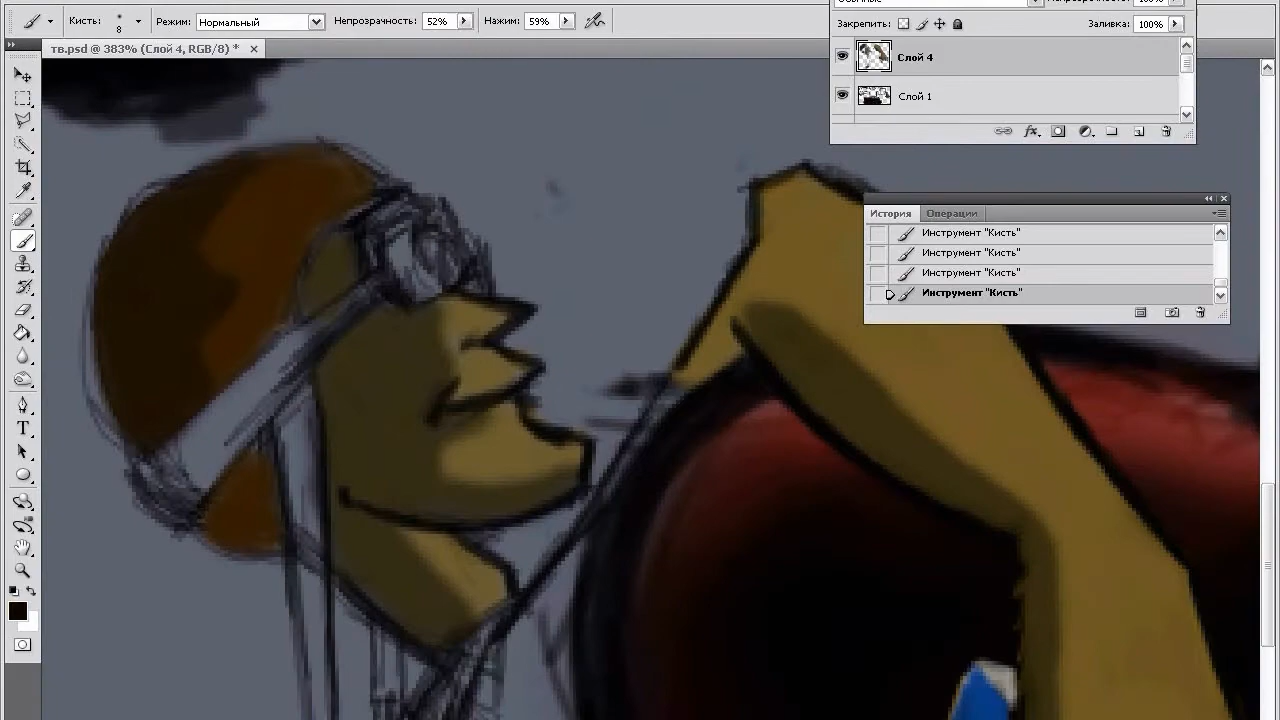 Кисть: 8 Режим: Нормальный Непрозрачность: 52% Нажим: 59%
тв.psd @ 383% (Слой 4, RGB/8) *
Закрепить: Заливка: 100%
Слой 4
Слой 1
История Операции
Инструмент "Кисть"
Инструмент "Кисть"
Инструмент "Кисть"
Инструмент "Кисть"
T